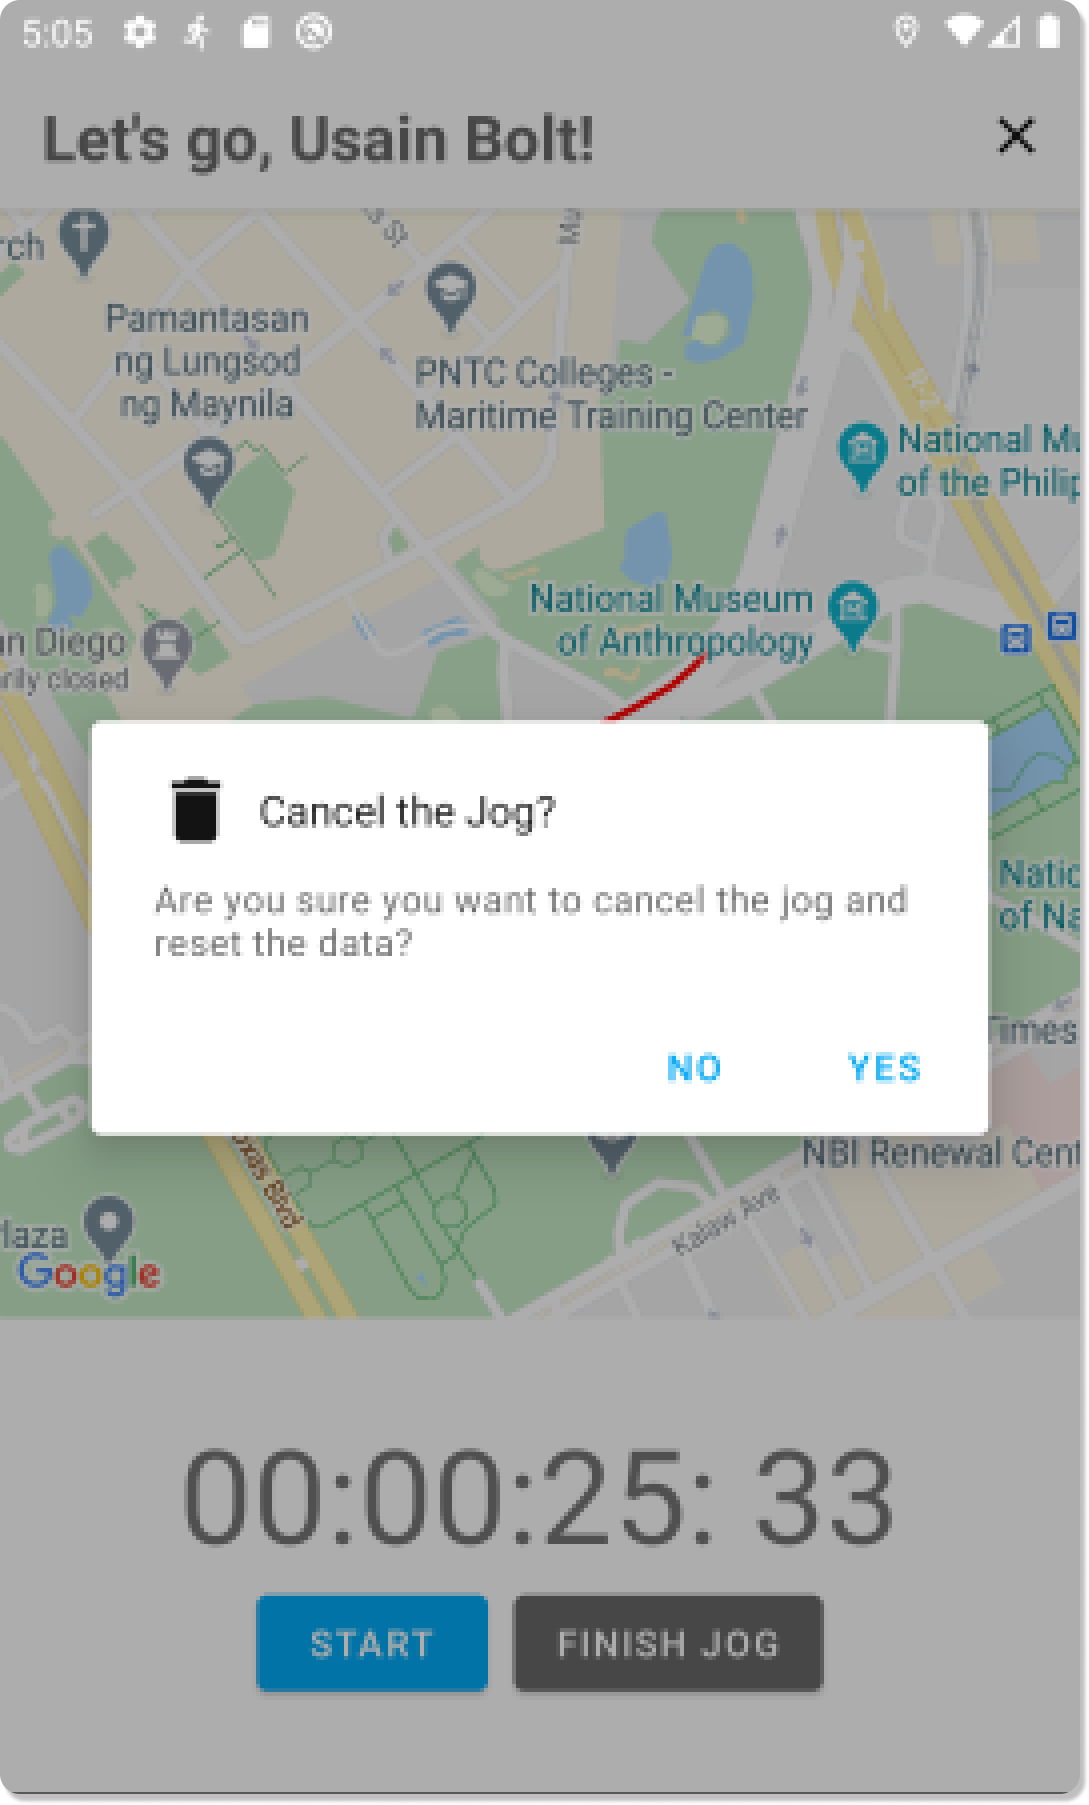 5:05
Let's go, Usain Bolt!
rch
Pamantasan
ng Lungsod
ng Maynila
PNTC Colleges -
Maritime Training Center
National Mu
of the Philip
R-2
National Museum
of Anthropology
an Diego
rily closed
Cancel the Jog?
Are you sure you want to cancel the jog and
reset the data?
NO
YES
Natio
of Na
Times
NBI Renewal Cent
oxas Blvd
Kalaw Ave
laza
Google
00:00:25: 33
START
FINISH JOG